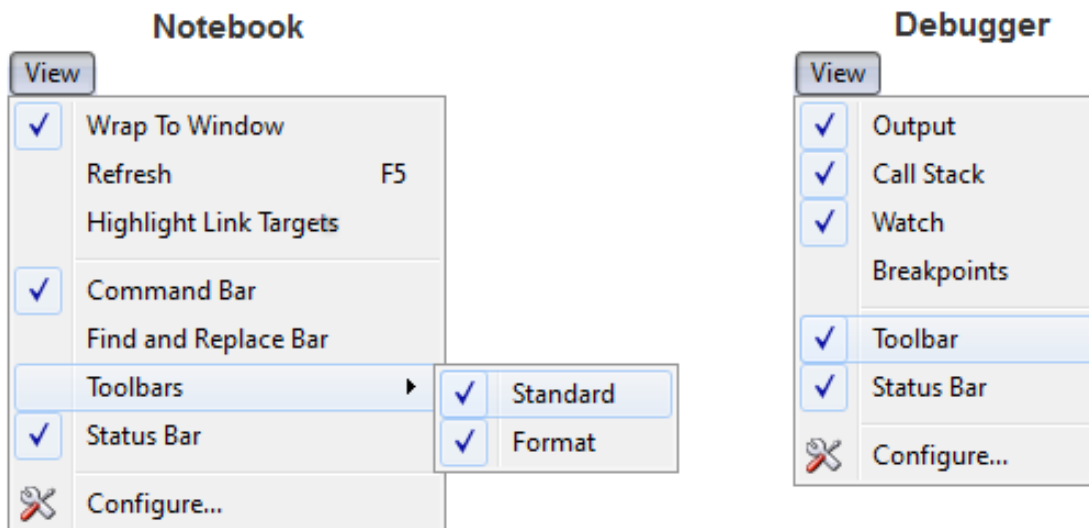 Notebook
View
Wrap To Window
Refresh F5
Highlight Link Targets
Command Bar
Find and Replace Bar
Toolbars
Standard
Status Bar
Format
Configure...
Debugger
View
Output
Call Stack
Watch
Breakpoints
Toolbar
Status Bar
Configure...